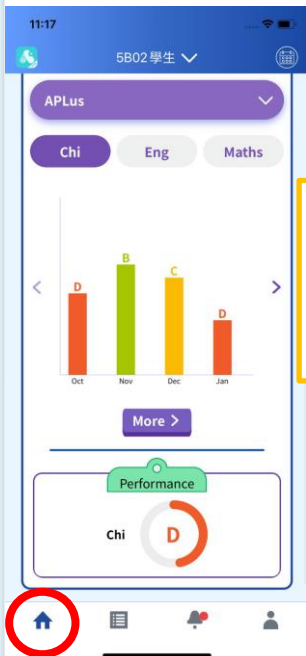 11:17
5B02 學生
APLus
Chi Eng Maths
B
C
D
D
Oct Nov Dec Jan
More >
Performance
Chi D